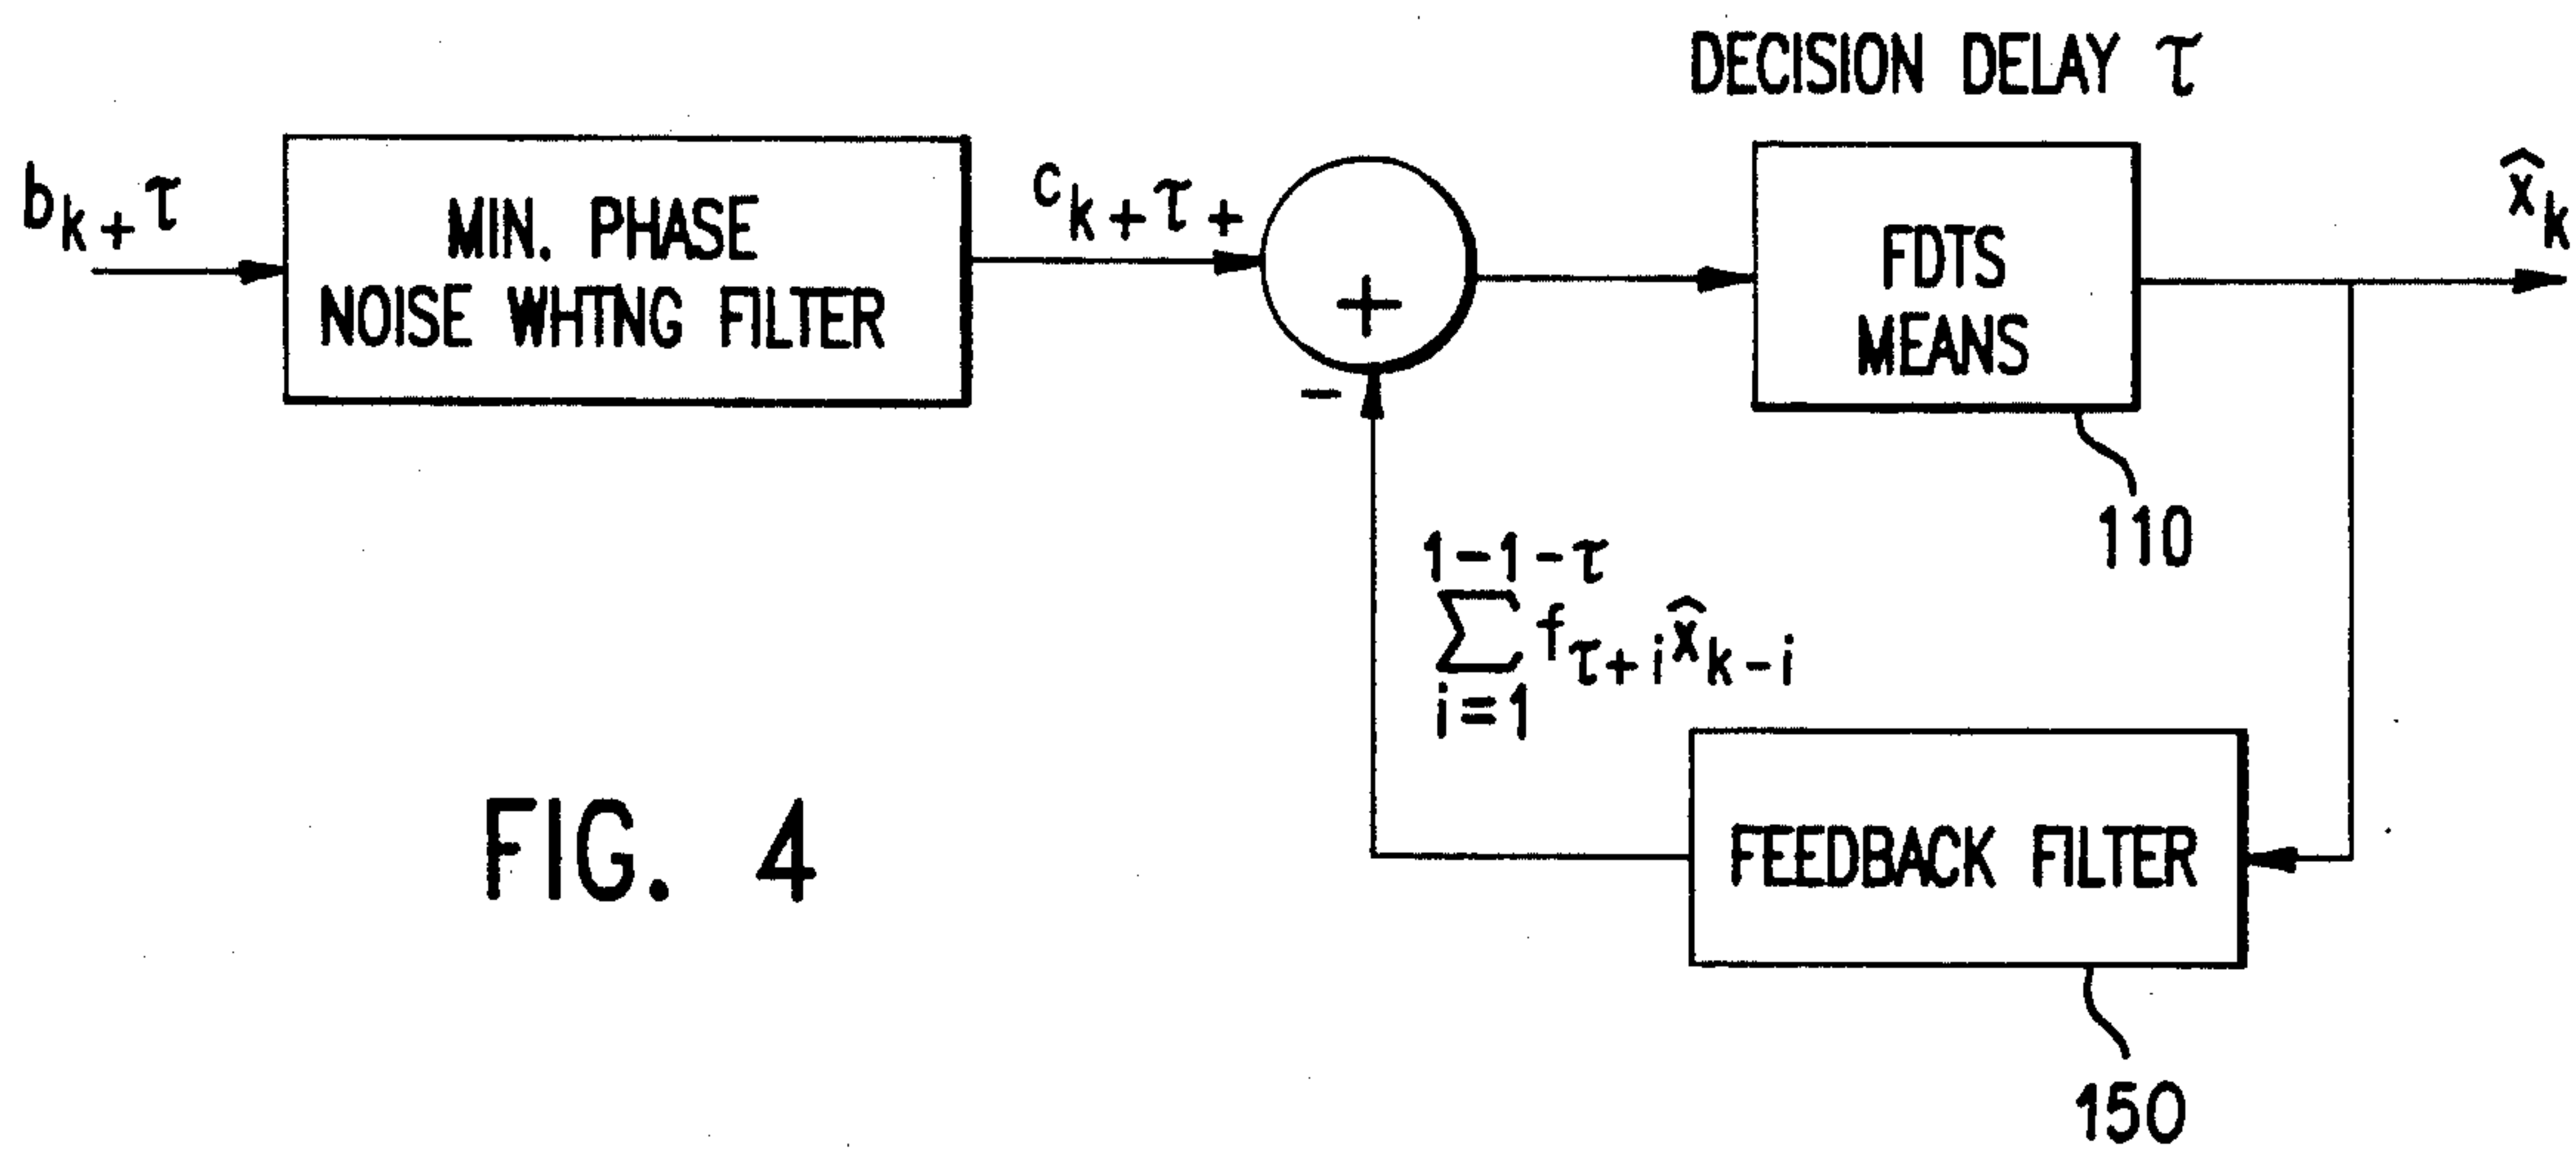 DECISION DELAY τ
b_{k+τ}
MIN. PHASE
NOISE WHTNG FILTER
c_{k+τ} +
+
-
FDTS
MEANS
x̂_k
110
1-1-τ
Σ f_{τ+i} x̂_{k-i}
i=1
FEEDBACK FILTER
150
FIG. 4